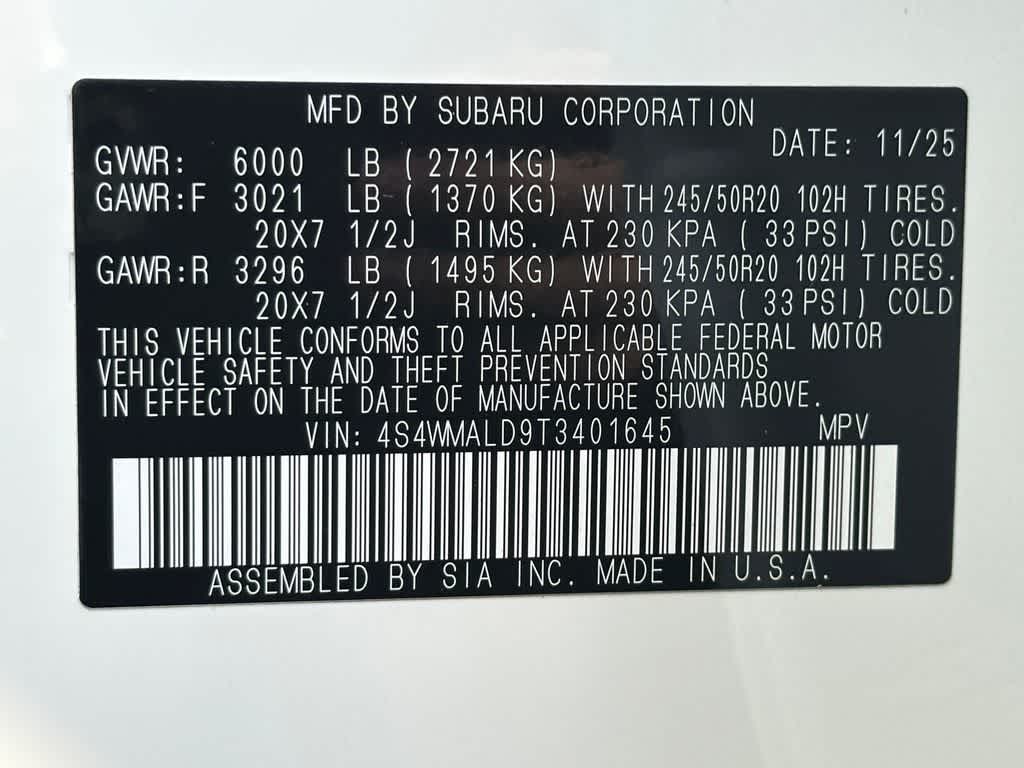 MFD BY SUBARU CORPORATION
DATE: 11/25
GVWR: 6000 LB ( 2721 KG)
GAWR:F 3021 LB ( 1370 KG) WITH 245/50R20 102H TIRES.
20X7 1/2J RIMS. AT 230 KPA ( 33 PSI) COLD
GAWR:R 3296 LB ( 1495 KG) WITH 245/50R20 102H TIRES.
20X7 1/2J RIMS. AT 230 KPA ( 33 PSI) COLD
THIS VEHICLE CONFORMS TO ALL APPLICABLE FEDERAL MOTOR
VEHICLE SAFETY AND THEFT PREVENTION STANDARDS
IN EFFECT ON THE DATE OF MANUFACTURE SHOWN ABOVE.
VIN: 4S4WMALD9T3401645 MPV
ASSEMBLED BY SIA INC. MADE IN U.S.A.